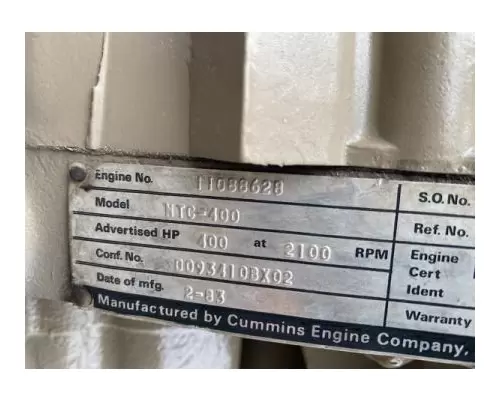 Engine No. 11088628
S.O. No.
Model NTC-400
Ref. No.
Advertised HP 400 at 2100 RPM
Engine
Conf. No. D093410BX02
Cert
Date of mfg. 2-83
Ident
Warranty
Manufactured by Cummins Engine Company,